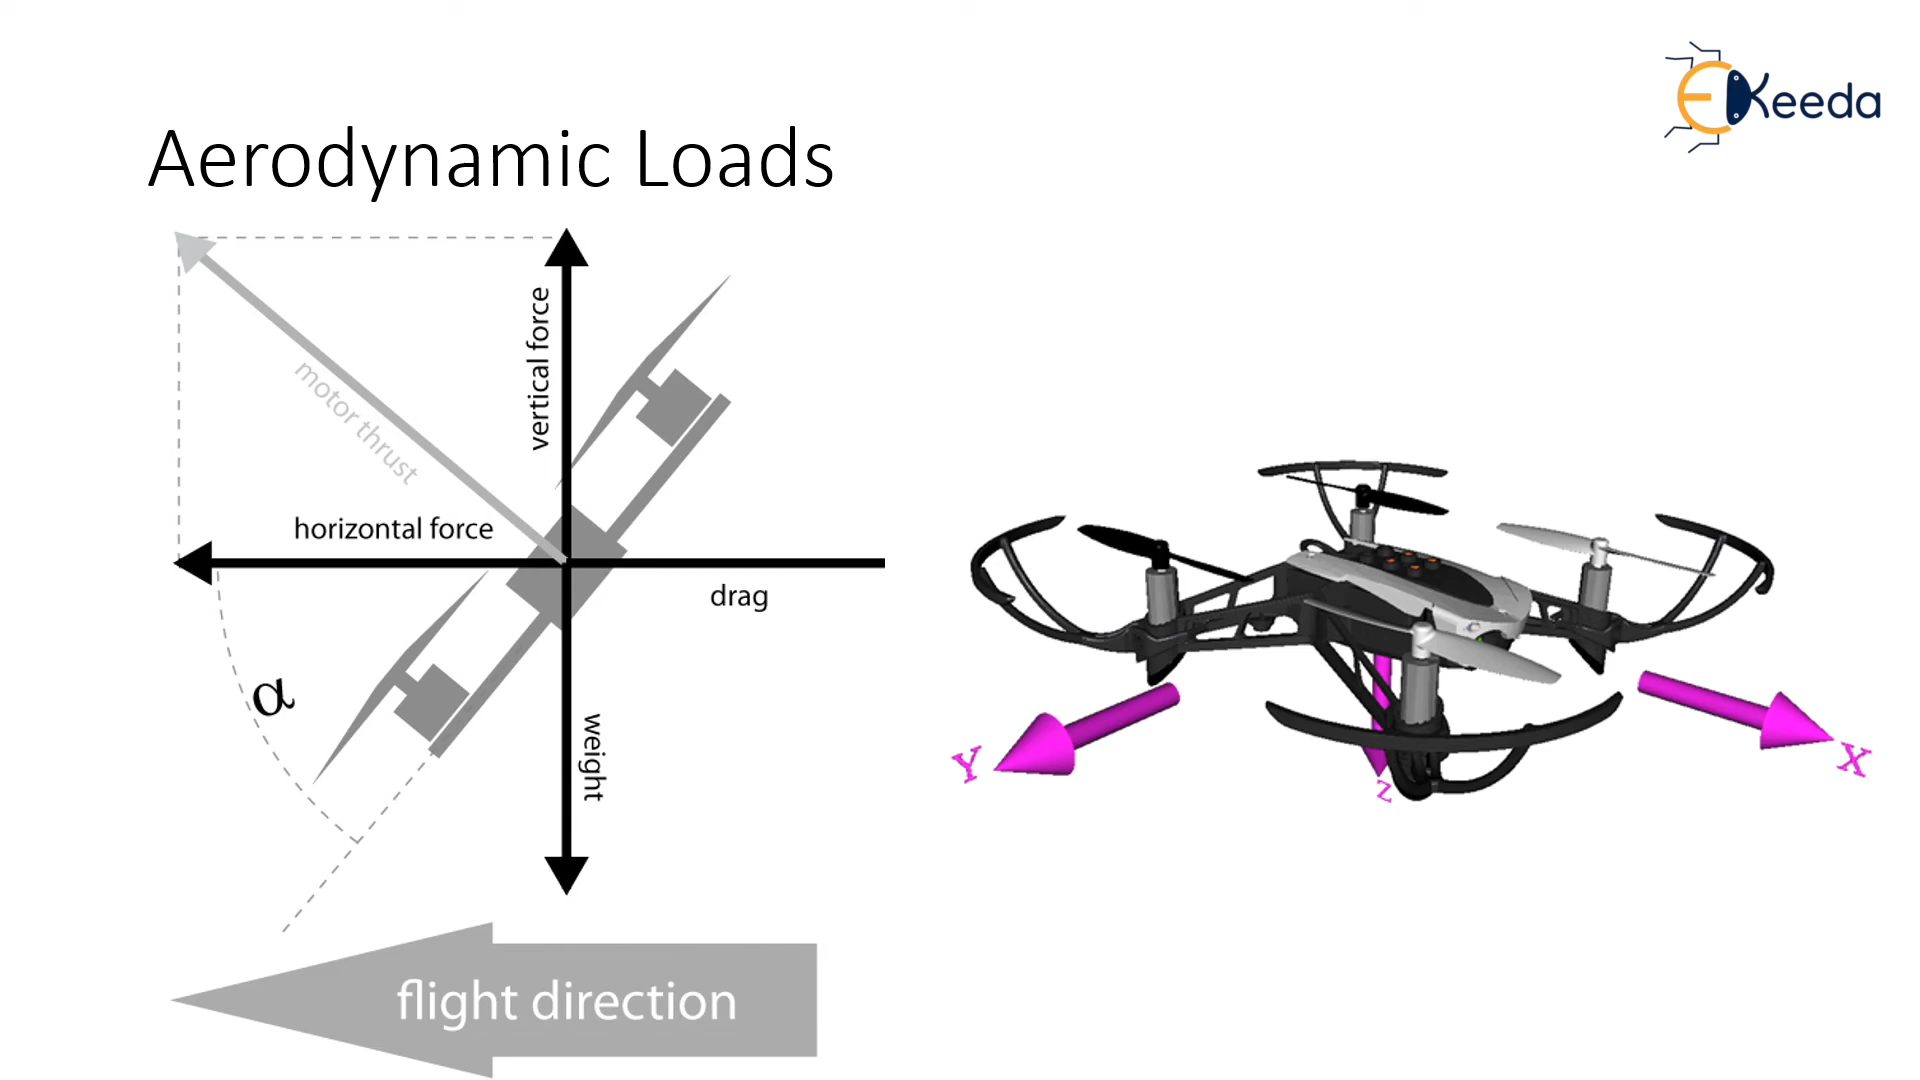 EKeeda
Aerodynamic Loads
vertical force
motor thrust
horizontal force
drag
α
weight
flight direction
Y
Z
X